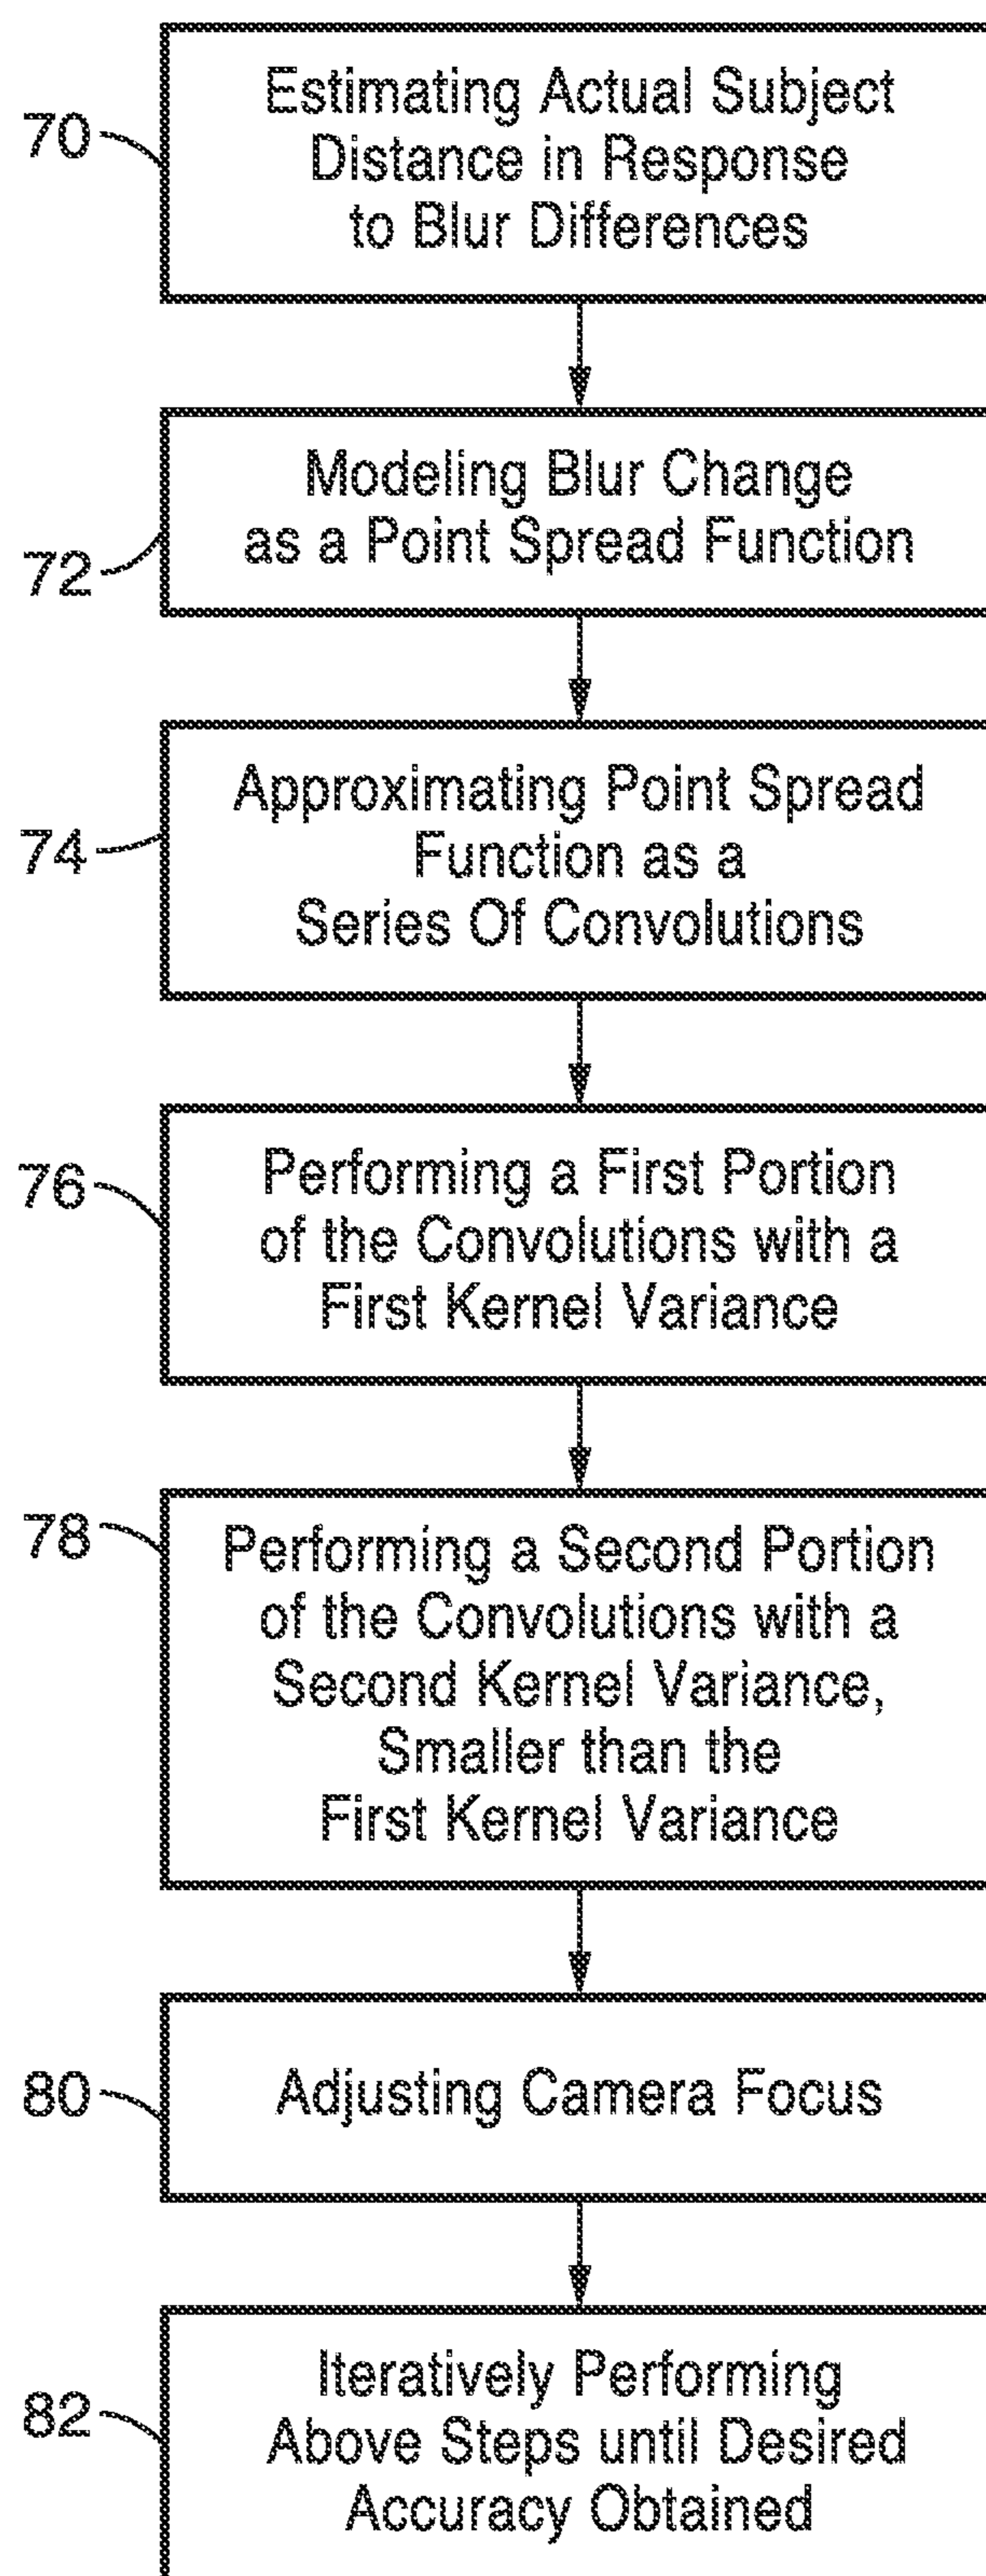 70
Estimating Actual Subject
Distance in Response
to Blur Differences
72
Modeling Blur Change
as a Point Spread Function
74
Approximating Point Spread
Function as a
Series Of Convolutions
76
Performing a First Portion
of the Convolutions with a
First Kernel Variance
78
Performing a Second Portion
of the Convolutions with a
Second Kernel Variance,
Smaller than the
First Kernel Variance
80
Adjusting Camera Focus
82
Iteratively Performing
Above Steps until Desired
Accuracy Obtained